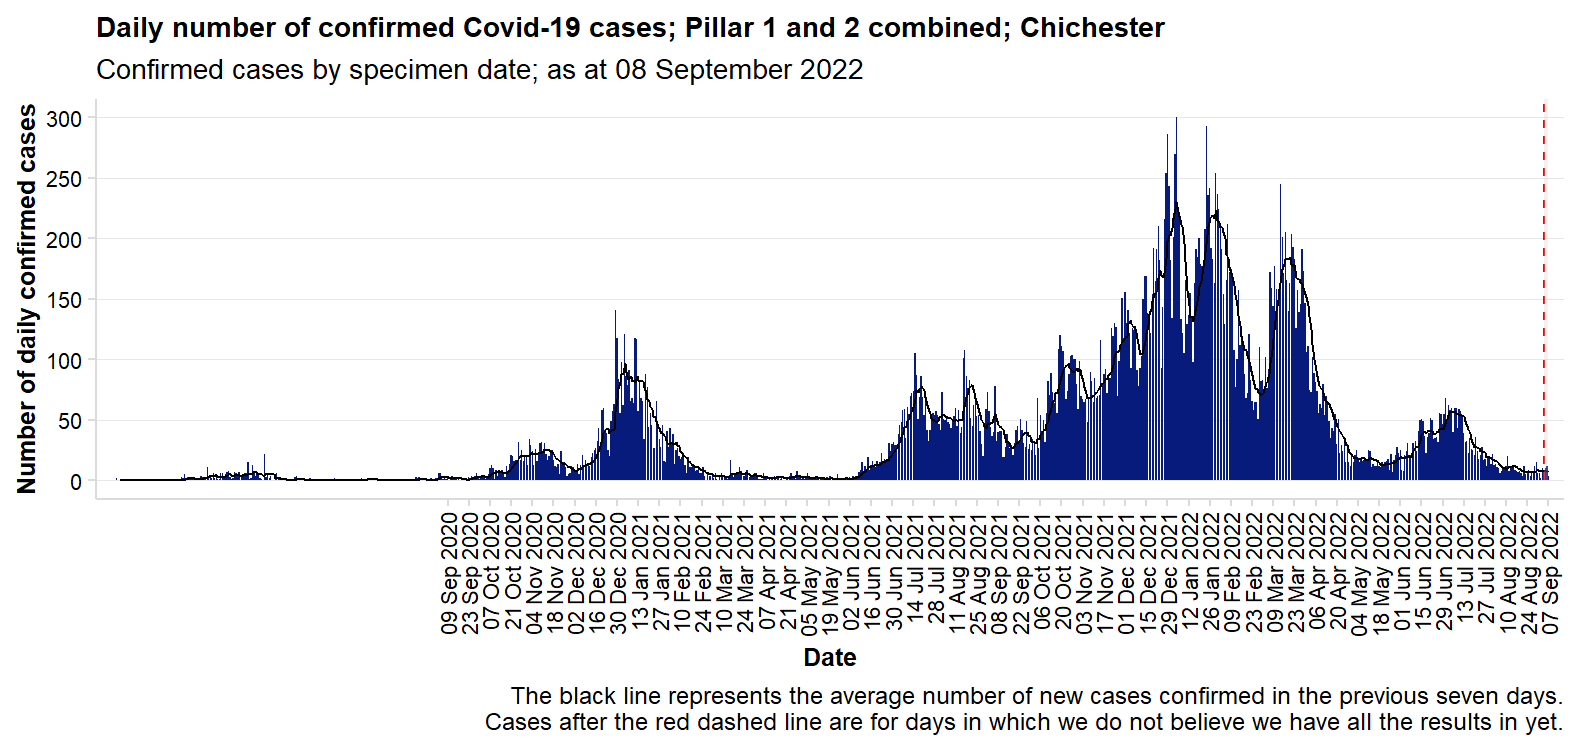 Daily number of confirmed Covid-19 cases; Pillar 1 and 2 combined; Chichester
Confirmed cases by specimen date; as at 08 September 2022
Number of daily confirmed cases
300
250
200
150
100
50
0
09 Sep 2020
23 Sep 2020
07 Oct 2020
21 Oct 2020
04 Nov 2020
18 Nov 2020
02 Dec 2020
16 Dec 2020
30 Dec 2020
13 Jan 2021
27 Jan 2021
10 Feb 2021
24 Feb 2021
10 Mar 2021
24 Mar 2021
07 Apr 2021
21 Apr 2021
05 May 2021
19 May 2021
02 Jun 2021
16 Jun 2021
30 Jun 2021
14 Jul 2021
28 Jul 2021
11 Aug 2021
25 Aug 2021
08 Sep 2021
22 Sep 2021
06 Oct 2021
20 Oct 2021
03 Nov 2021
17 Nov 2021
01 Dec 2021
15 Dec 2021
29 Dec 2021
12 Jan 2022
26 Jan 2022
09 Feb 2022
23 Feb 2022
09 Mar 2022
23 Mar 2022
06 Apr 2022
20 Apr 2022
04 May 2022
18 May 2022
01 Jun 2022
15 Jun 2022
29 Jun 2022
13 Jul 2022
27 Jul 2022
10 Aug 2022
24 Aug 2022
07 Sep 2022
Date
The black line represents the average number of new cases confirmed in the previous seven days.
Cases after the red dashed line are for days in which we do not believe we have all the results in yet.